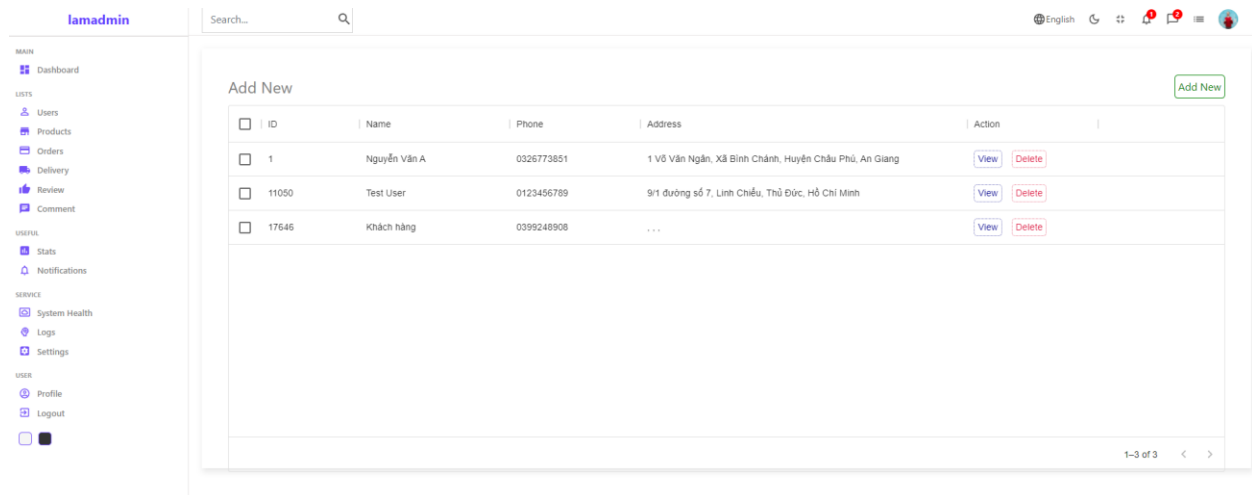 lamadmin
Search...
English
1
2
MAIN
Dashboard
LISTS
Users
Products
Orders
Delivery
Review
Comment
USEFUL
Stats
Notifications
SERVICE
System Health
Logs
Settings
USER
Profile
Logout
Add New
Add New
ID Name Phone Address Action
1 Nguyễn Văn A 0326773851 1 Võ Văn Ngân, Xã Bình Chánh, Huyện Châu Phú, An Giang View Delete
11050 Test User 0123456789 9/1 đường số 7, Linh Chiểu, Thủ Đức, Hồ Chí Minh View Delete
17646 Khách hàng 0399248908 , , , View Delete
1–3 of 3